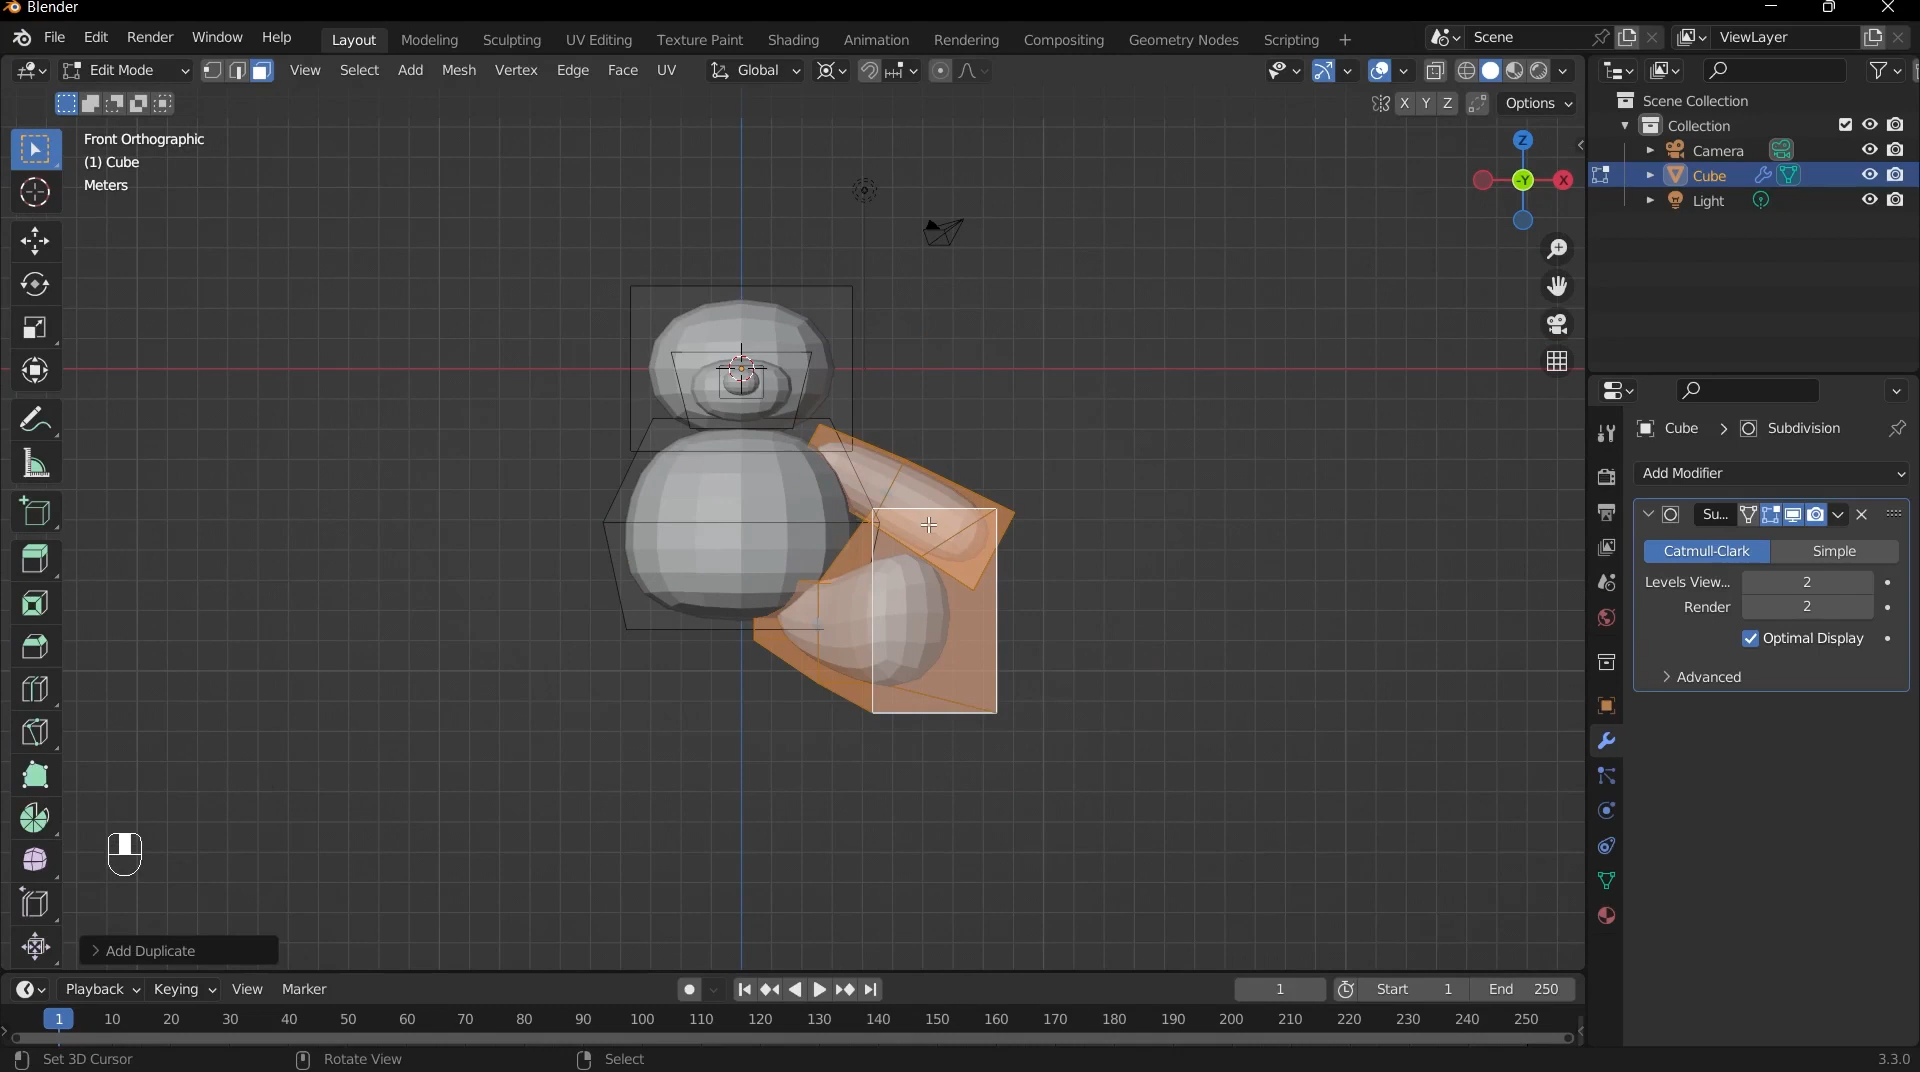 Blender
File Edit Render Window Help Layout Modeling Sculpting UV Editing Texture Paint Shading Animation Rendering Compositing Geometry Nodes Scripting + Scene ViewLayer
Edit Mode View Select Add Mesh Vertex Edge Face UV Global
X Y Z Options
Front Orthographic
(1) Cube
Meters
Z
-Y X
Scene Collection
Collection
Camera
Cube
Light
Cube > Subdivision
Add Modifier
Su...
Catmull-Clark Simple
Levels View... 2
Render 2
Optimal Display
Advanced
Add Duplicate
Playback Keying View Marker 1 Start 1 End 250
1 10 20 30 40 50 60 70 80 90 100 110 120 130 140 150 160 170 180 190 200 210 220 230 240 250
Set 3D Cursor Rotate View Select 3.3.0